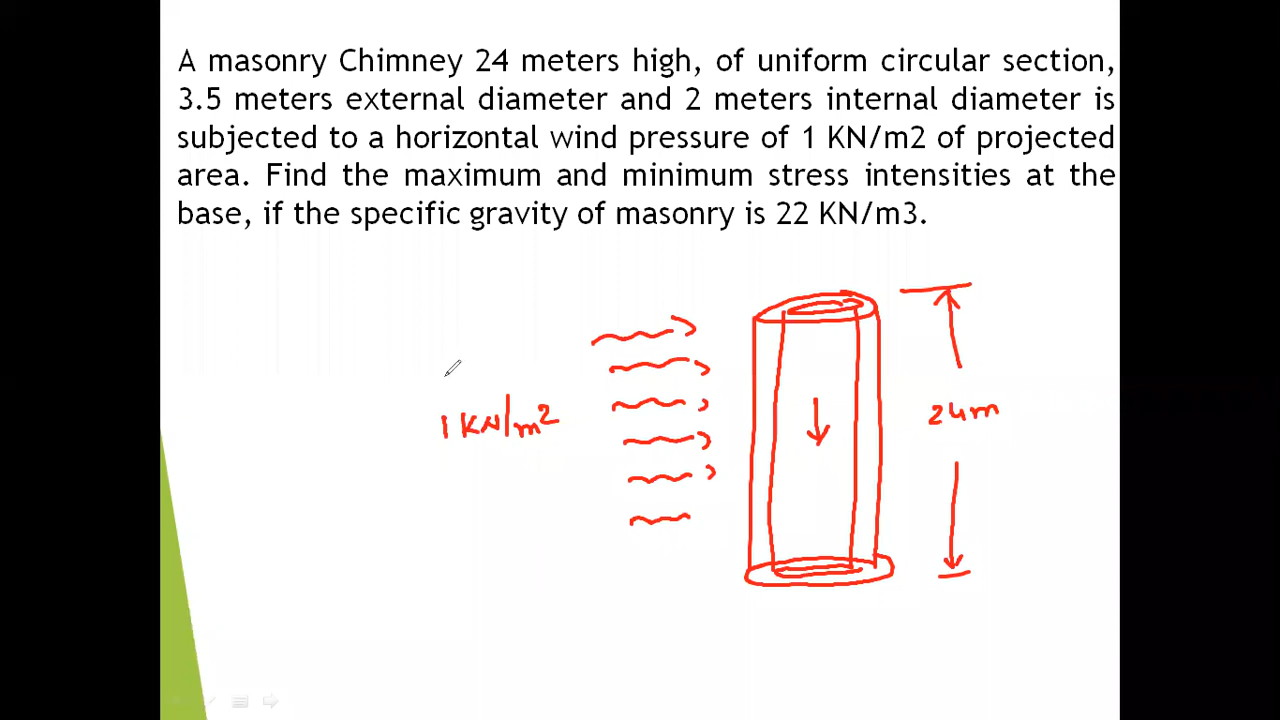 A masonry Chimney 24 meters high, of uniform circular section,
3.5 meters external diameter and 2 meters internal diameter is
subjected to a horizontal wind pressure of 1 KN/m2 of projected
area. Find the maximum and minimum stress intensities at the
base, if the specific gravity of masonry is 22 KN/m3.
1 KN/m²
24m